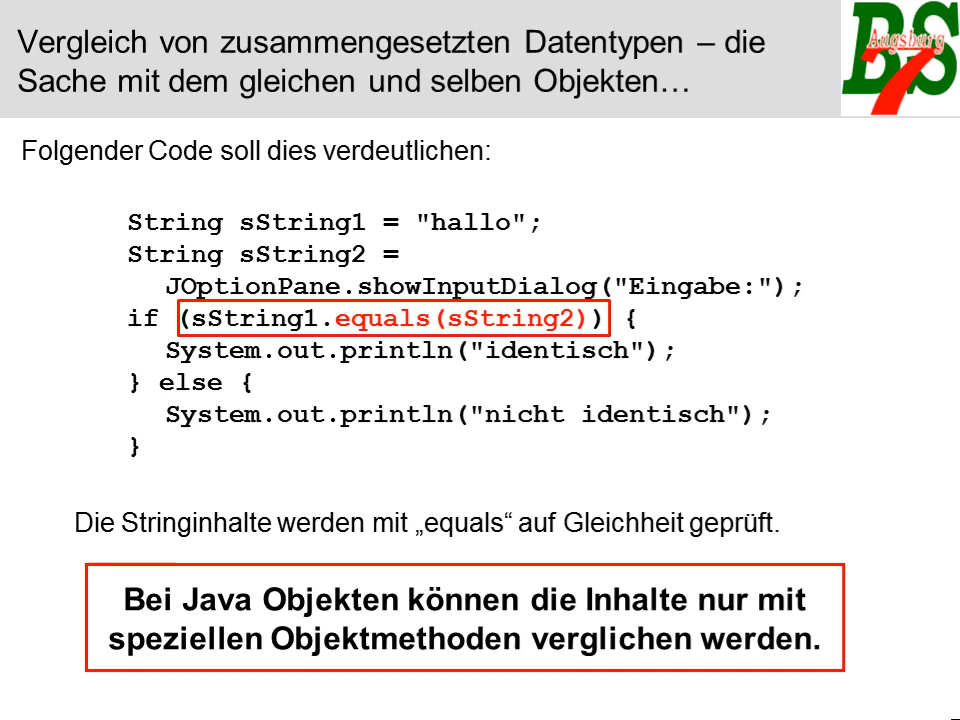 Vergleich von zusammengesetzten Datentypen – die
Sache mit dem gleichen und selben Objekten…
BS
Augsburg
7
Folgender Code soll dies verdeutlichen:
String sString1 = "hallo";
String sString2 =
JOptionPane.showInputDialog("Eingabe:");
if (sString1.equals(sString2)) {
System.out.println("identisch");
} else {
System.out.println("nicht identisch");
}
Die Stringinhalte werden mit „equals“ auf Gleichheit geprüft.
Bei Java Objekten können die Inhalte nur mit
speziellen Objektmethoden verglichen werden.